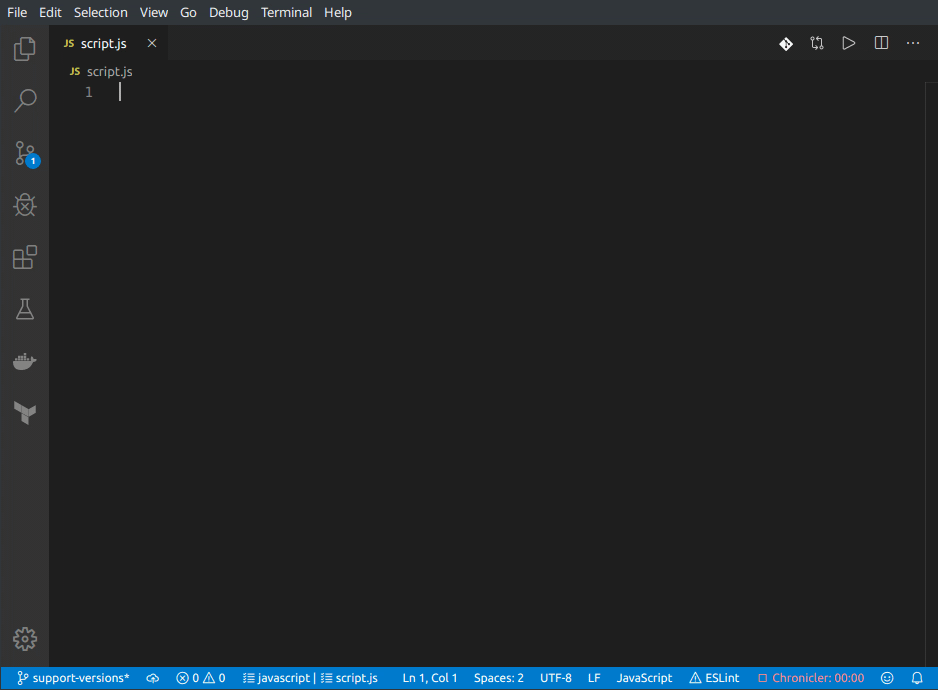 File Edit Selection View Go Debug Terminal Help
JS script.js
JS script.js
1
1
support-versions* 0 0 javascript | script.js Ln 1, Col 1 Spaces: 2 UTF-8 LF JavaScript ESLint Chronicler: 00:00